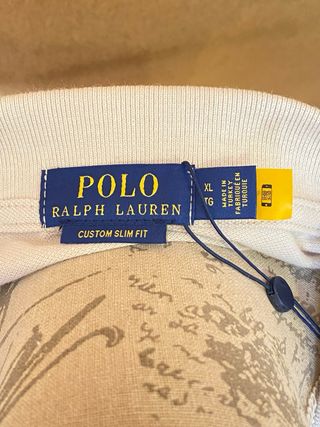 POLO
RALPH LAUREN
CUSTOM SLIM FIT
XL
TG
MADE IN
TURKEY
FABRIQUÉ EN
TURQUIE